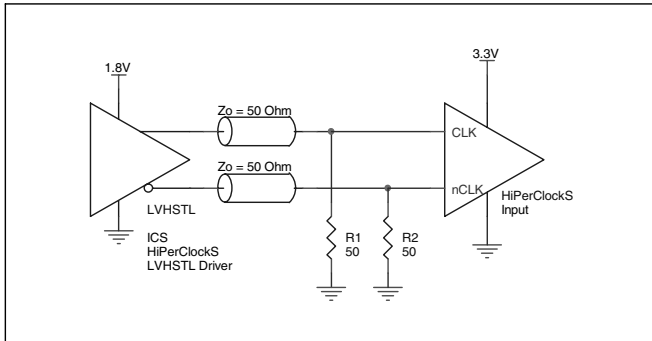 1.8V
3.3V
Zo = 50 Ohm
CLK
Zo = 50 Ohm
nCLK
HiPerClockS
Input
LVHSTL
ICS
HiPerClockS
LVHSTL Driver
R1
50
R2
50